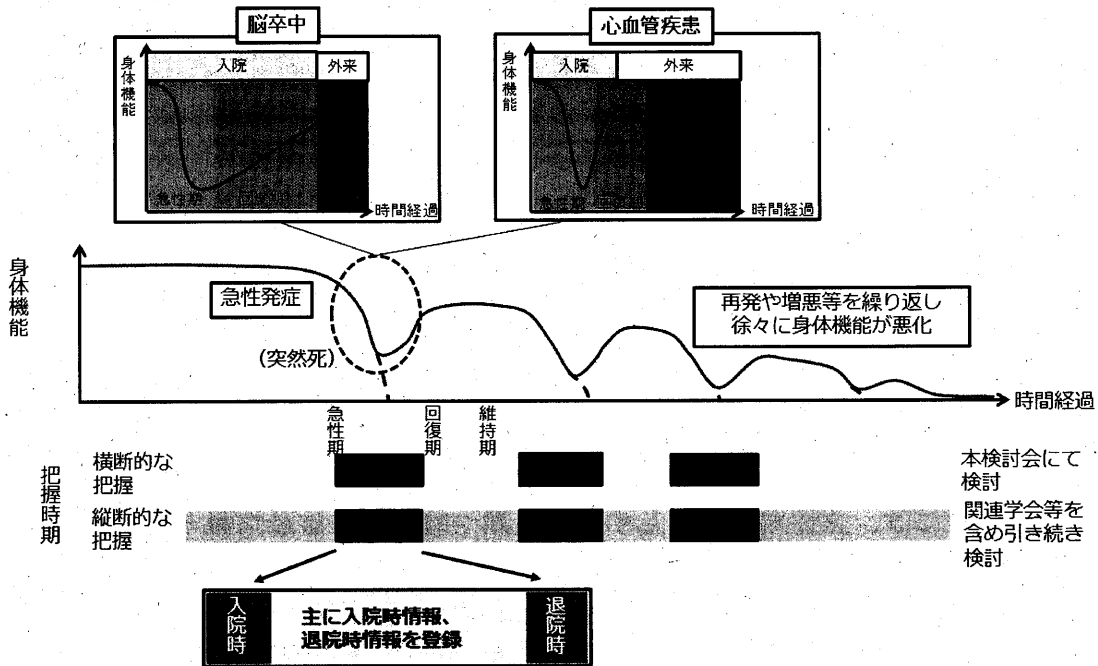 脳卒中
身体機能
入院
外来
急性期
時間経過
心血管疾患
身体機能
入院
外来
時間経過
身体機能
急性発症
(突然死)
再発や増悪等を繰り返し
徐々に身体機能が悪化
時間経過
急性期
回復期
維持期
把握時期
横断的な
把握
本検討会にて
検討
縦断的な
把握
関連学会等を
含め引き続き
検討
入院時
主に入院時情報、
退院時情報を登録
退院時